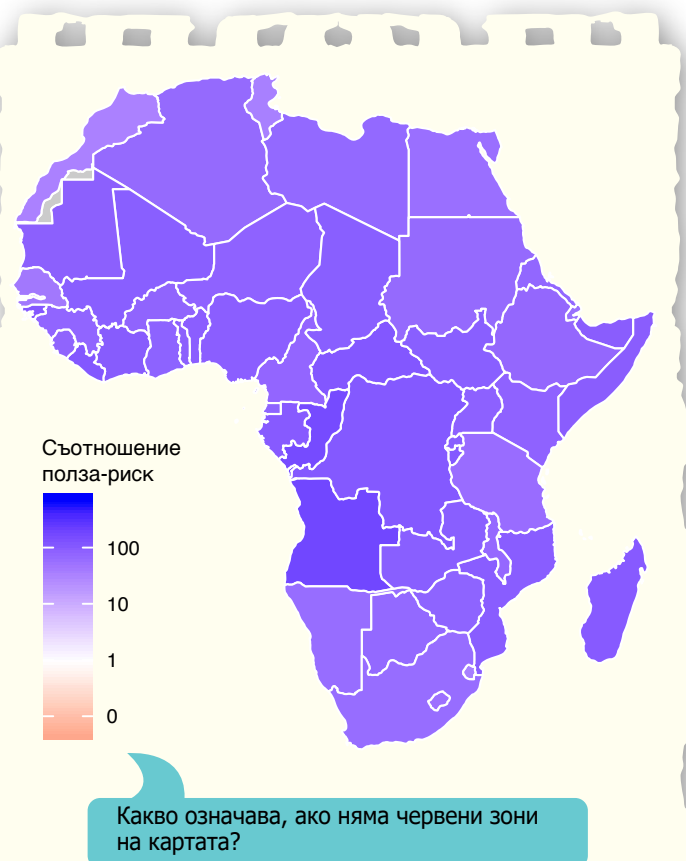 Съотношение
полза-риск
100
10
1
0
Какво означава, ако няма червени зони
на картата?